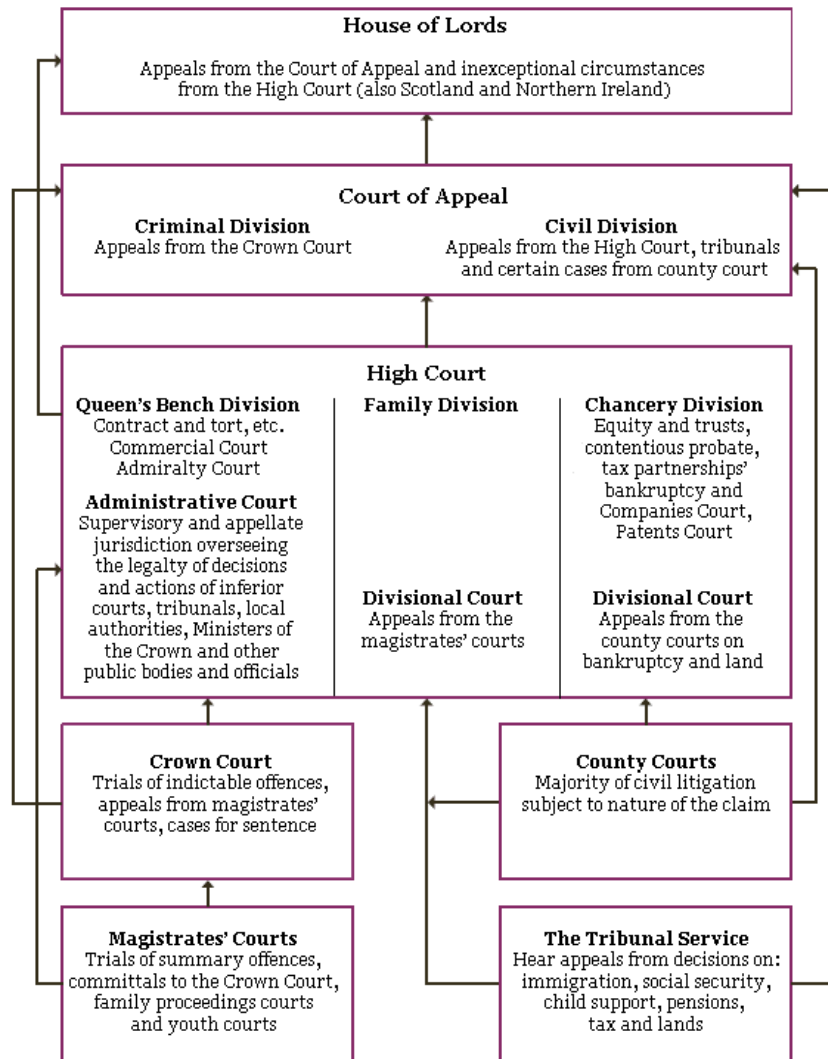 House of Lords
Appeals from the Court of Appeal and inexceptional circumstances
from the High Court (also Scotland and Northern Ireland)
Court of Appeal
Criminal Division
Appeals from the Crown Court
Civil Division
Appeals from the High Court, tribunals
and certain cases from county court
High Court
Queen's Bench Division
Contract and tort, etc.
Commercial Court
Admiralty Court
Administrative Court
Supervisory and appellate
jurisdiction overseeing
the legalty of decisions
and actions of inferior
courts, tribunals, local
authorities, Ministers of
the Crown and other
public bodies and officials
Family Division
Divisional Court
Appeals from the
magistrates' courts
Chancery Division
Equity and trusts,
contentious probate,
tax partnerships'
bankruptcy and
Companies Court,
Patents Court
Divisional Court
Appeals from the
county courts on
bankruptcy and land
Crown Court
Trials of indictable offences,
appeals from magistrates'
courts, cases for sentence
County Courts
Majority of civil litigation
subject to nature of the claim
Magistrates' Courts
Trials of summary offences,
committals to the Crown Court,
family proceedings courts
and youth courts
The Tribunal Service
Hear appeals from decisions on:
immigration, social security,
child support, pensions,
tax and lands